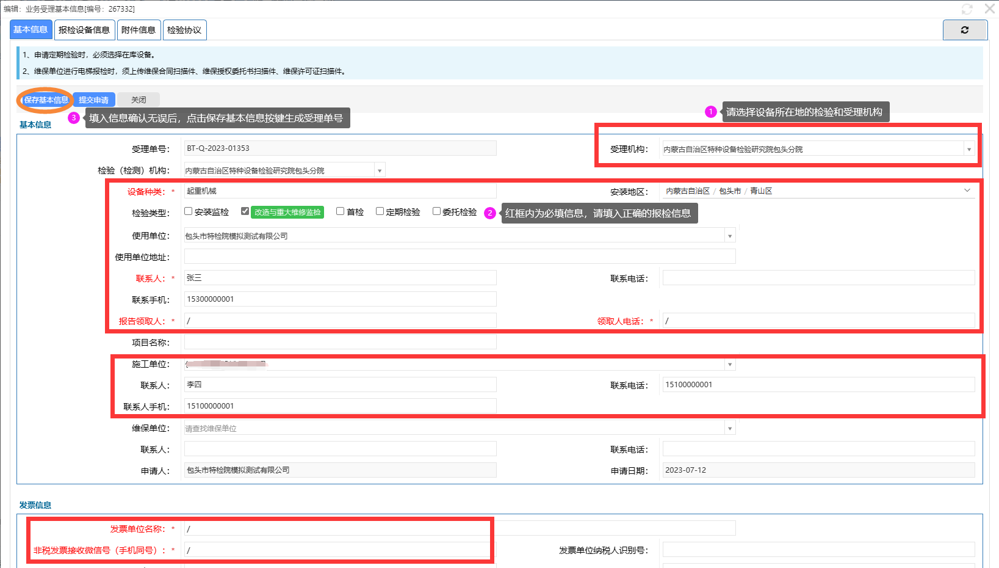 编辑：业务受理基本信息[编号：267332]
基本信息 报检设备信息 附件信息 检验协议
1、申请定期检验时，必须选择在库设备。
2、维保单位进行电梯报检时，须上传维保合同扫描件、维保授权委托书扫描件、维保许可证扫描件。
保存基本信息 提交申请 关闭
3 填入信息确认无误后，点击保存基本信息按键生成受理单号
1 请选择设备所在地的检验和受理机构
基本信息
受理单号： BT-Q-2023-01353 受理机构： 内蒙古自治区特种设备检验研究院包头分院
检验（检测）机构： 内蒙古自治区特种设备检验研究院包头分院
设备种类：* 起重机械 安装地区： 内蒙古自治区 / 包头市 / 青山区
检验类型： 安装监检 改造与重大维修监检 首检 定期检验 委托检验 2 红框内为必填信息，请填入正确的报检信息
使用单位： 包头市特检院模拟测试有限公司
使用单位地址：
联系人：* 张三 联系电话：
联系手机： 15300000001
报告领取人：* / 领取人电话：* /
项目名称：
施工单位：
联系人： 李四 联系电话： 15100000001
联系人手机： 15100000001
维保单位： 请查找维保单位
联系人： 联系电话：
申请人： 包头市特检院模拟测试有限公司 申请日期： 2023-07-12
发票信息
发票单位名称：* /
非税发票接收微信号（手机同号）：* / 发票单位纳税人识别号：